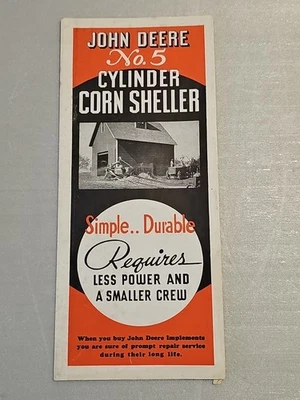 JOHN DEERE
No. 5
CYLINDER
CORN SHELLER
Simple.. Durable
Requires
LESS POWER AND
A SMALLER CREW
When you buy John Deere Implements
you are sure of prompt repair service
during their long life.